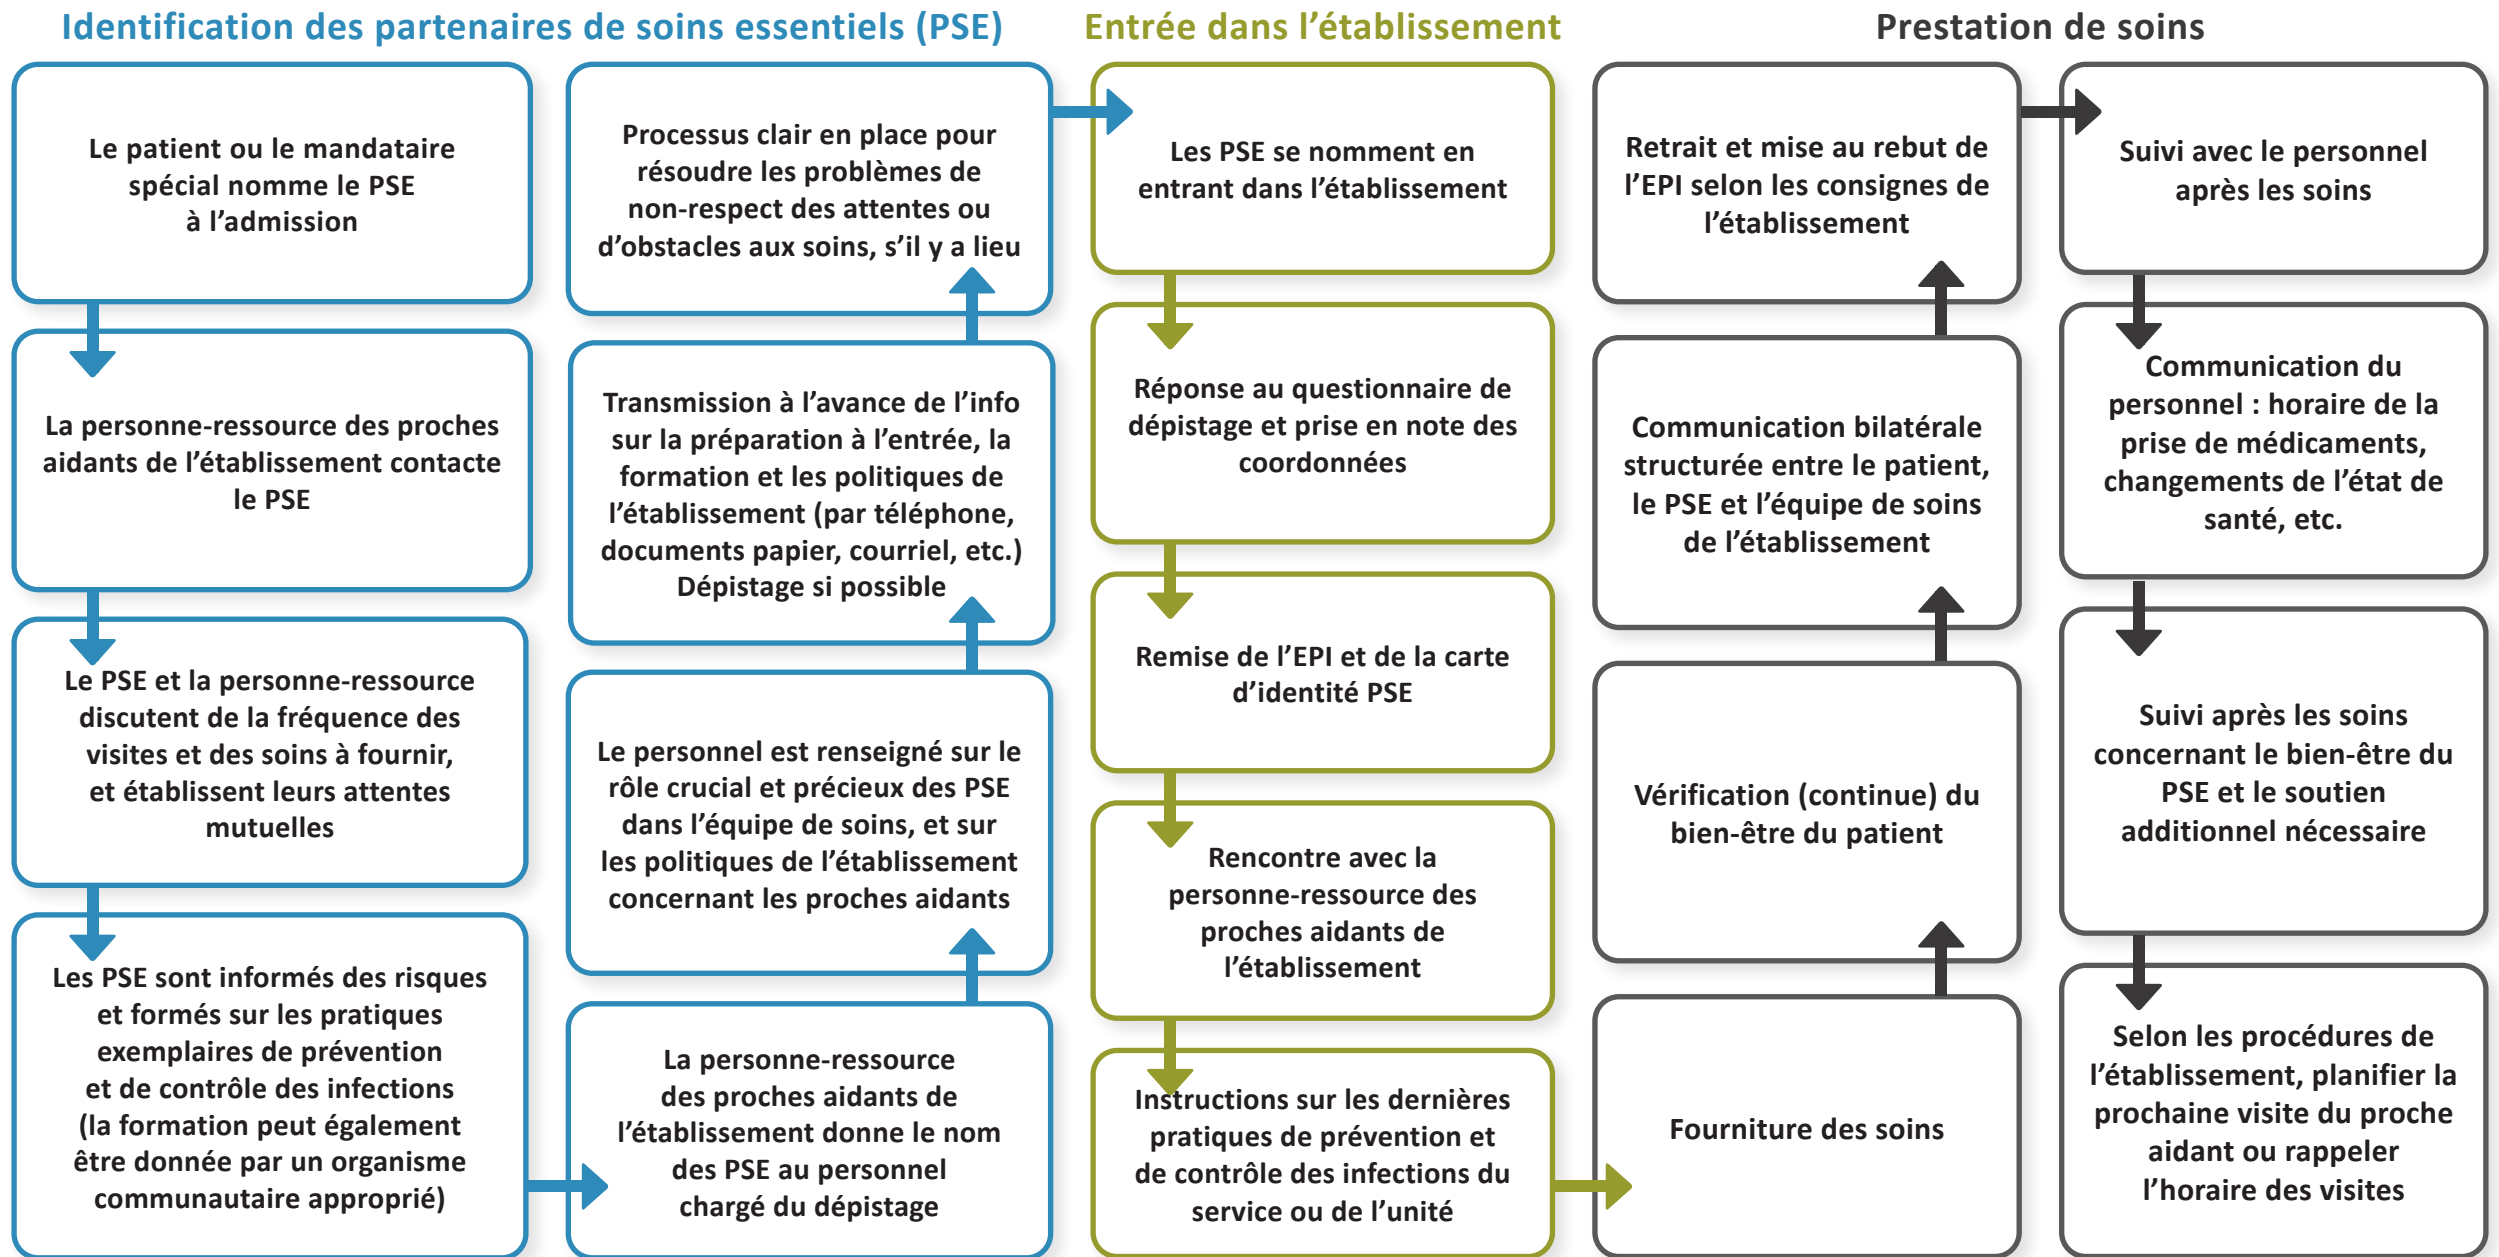 Identification des partenaires de soins essentiels (PSE)
Le patient ou le mandataire
spécial nomme le PSE
à l’admission
La personne-ressource des proches
aidants de l’établissement contacte
le PSE
Le PSE et la personne-ressource
discutent de la fréquence des
visites et des soins à fournir,
et établissent leurs attentes
mutuelles
Les PSE sont informés des risques
et formés sur les pratiques
exemplaires de prévention
et de contrôle des infections
(la formation peut également
être donnée par un organisme
communautaire approprié)
La personne-ressource
des proches aidants de
l’établissement donne le nom
des PSE au personnel
chargé du dépistage
Le personnel est renseigné sur le
rôle crucial et précieux des PSE
dans l’équipe de soins, et sur
les politiques de l’établissement
concernant les proches aidants
Transmission à l’avance de l’info
sur la préparation à l’entrée, la
formation et les politiques de
l’établissement (par téléphone,
documents papier, courriel, etc.)
Dépistage si possible
Processus clair en place pour
résoudre les problèmes de
non-respect des attentes ou
d’obstacles aux soins, s’il y a lieu
Entrée dans l’établissement
Les PSE se nomment en
entrant dans l’établissement
Réponse au questionnaire de
dépistage et prise en note des
coordonnées
Remise de l’EPI et de la carte
d’identité PSE
Rencontre avec la
personne-ressource des
proches aidants de
l’établissement
Instructions sur les dernières
pratiques de prévention et
de contrôle des infections du
service ou de l’unité
Prestation de soins
Fourniture des soins
Vérification (continue) du
bien-être du patient
Communication bilatérale
structurée entre le patient,
le PSE et l’équipe de soins
de l’établissement
Retrait et mise au rebut de
l’EPI selon les consignes de
l’établissement
Suivi avec le personnel
après les soins
Communication du
personnel : horaire de la
prise de médicaments,
changements de l’état de
santé, etc.
Suivi après les soins
concernant le bien-être du
PSE et le soutien
additionnel nécessaire
Selon les procédures de
l’établissement, planifier la
prochaine visite du proche
aidant ou rappeler
l’horaire des visites